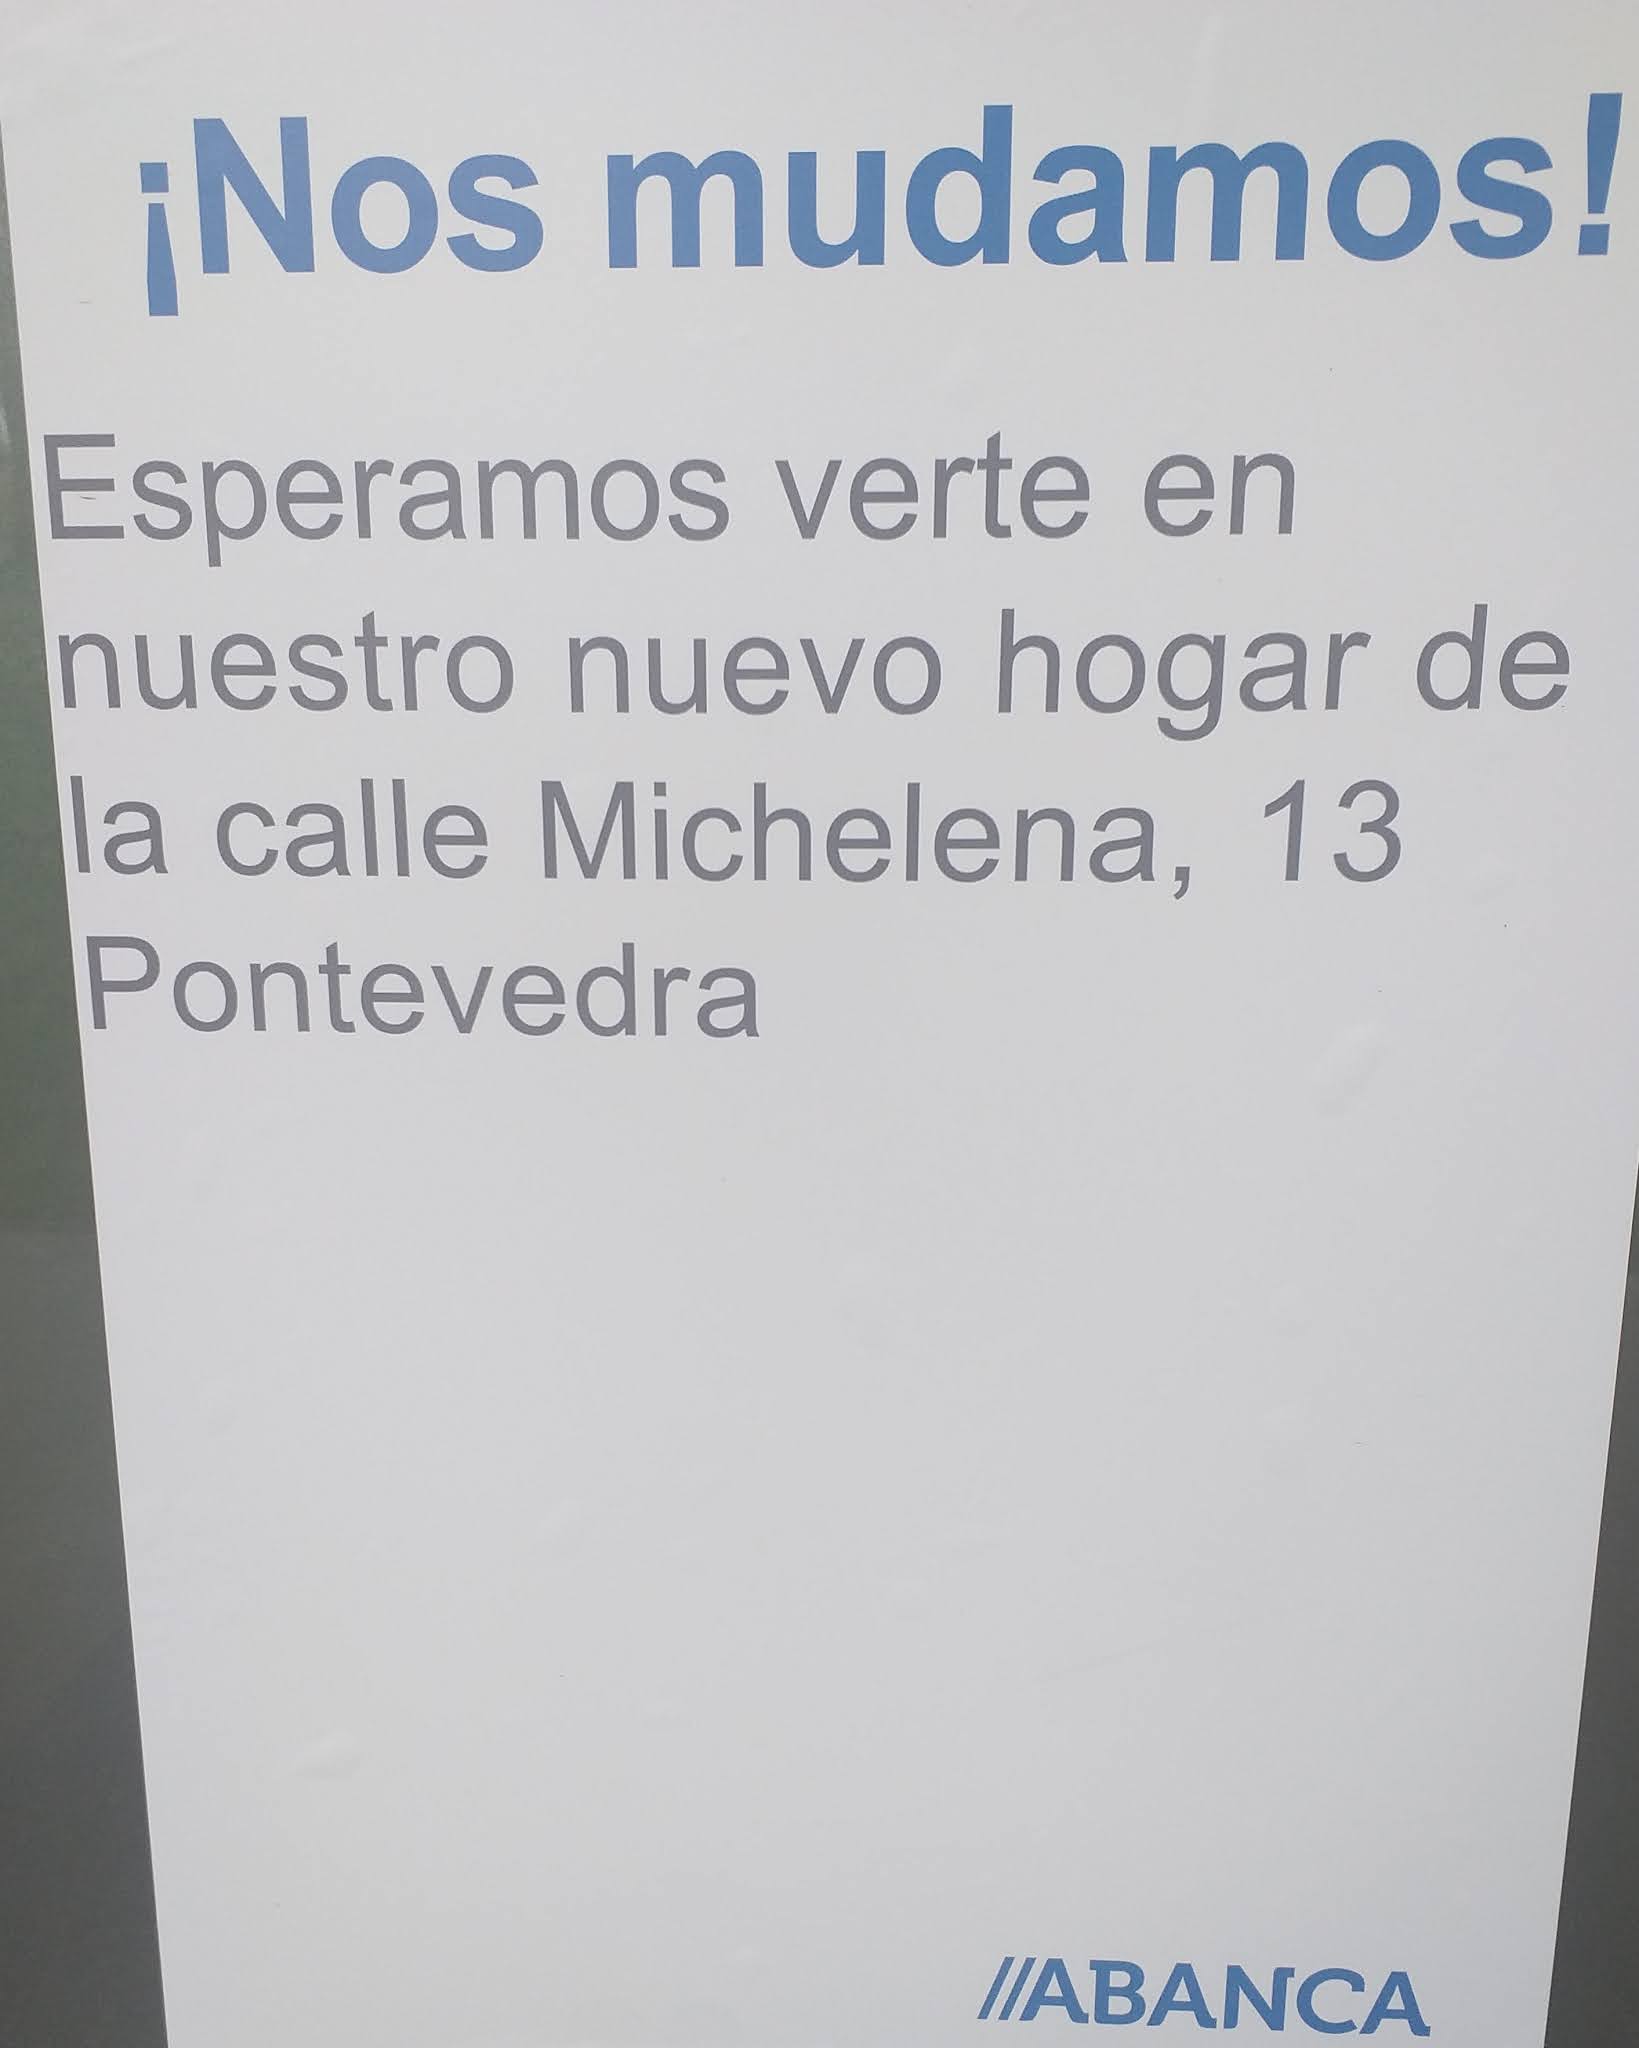 ¡Nos mudamos!
Esperamos verte en
nuestro nuevo hogar de
la calle Michelena, 13
Pontevedra
//ABANCA